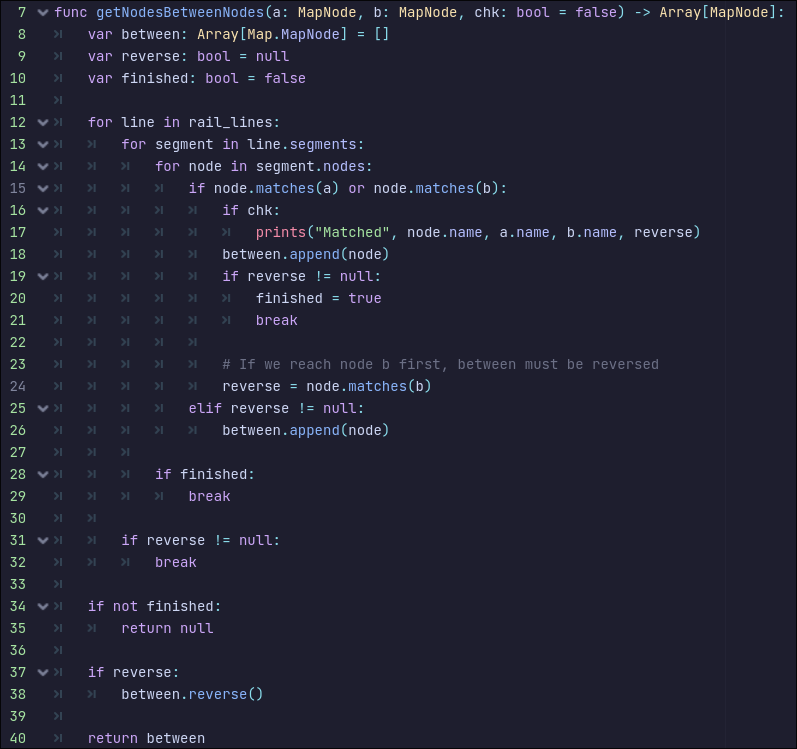 7 func getNodesBetweenNodes(a: MapNode, b: MapNode, chk: bool = false) -> Array[MapNode]:
8 var between: Array[Map.MapNode] = []
9 var reverse: bool = null
10 var finished: bool = false
11
12 for line in rail_lines:
13 for segment in line.segments:
14 for node in segment.nodes:
15 if node.matches(a) or node.matches(b):
16 if chk:
17 prints("Matched", node.name, a.name, b.name, reverse)
18 between.append(node)
19 if reverse != null:
20 finished = true
21 break
22
23 # If we reach node b first, between must be reversed
24 reverse = node.matches(b)
25 elif reverse != null:
26 between.append(node)
27
28 if finished:
29 break
30
31 if reverse != null:
32 break
33
34 if not finished:
35 return null
36
37 if reverse:
38 between.reverse()
39
40 return between